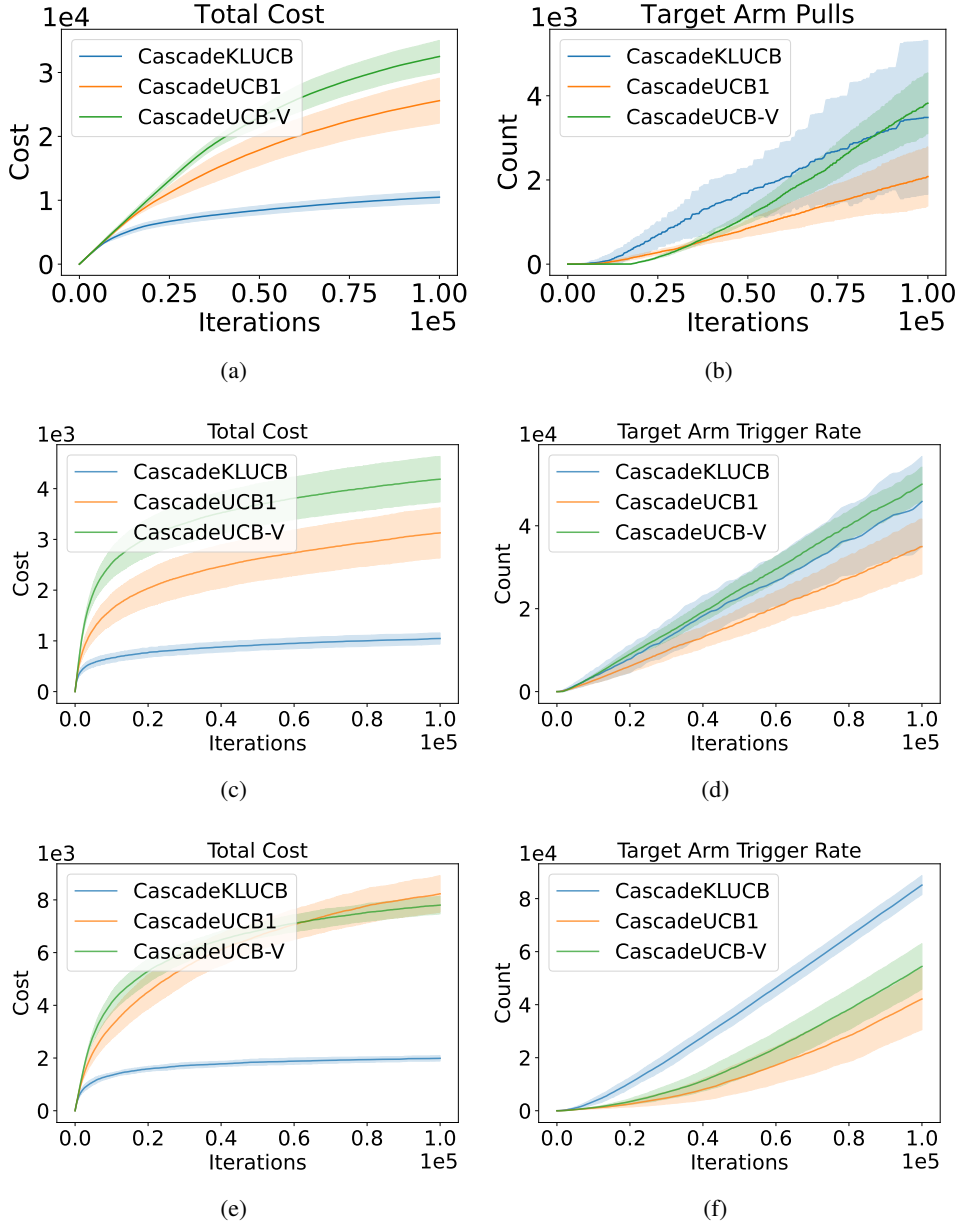 1e4
Total Cost
CascadeKLUCB
CascadeUCB1
CascadeUCB-V
3
2
1
0
Cost
0.00 0.25 0.50 0.75 1.00
Iterations
1e5
(a)
1e3
Target Arm Pulls
CascadeKLUCB
CascadeUCB1
CascadeUCB-V
4
2
0
Count
0.00 0.25 0.50 0.75 1.00
Iterations
1e5
(b)
1e3
Total Cost
CascadeKLUCB
CascadeUCB1
CascadeUCB-V
4
3
2
1
0
Cost
0.0 0.2 0.4 0.6 0.8 1.0
Iterations
1e5
(c)
1e4
Target Arm Trigger Rate
CascadeKLUCB
CascadeUCB1
CascadeUCB-V
4
2
0
Count
0.0 0.2 0.4 0.6 0.8 1.0
Iterations
1e5
(d)
1e3
Total Cost
CascadeKLUCB
CascadeUCB1
CascadeUCB-V
8
6
4
2
0
Cost
0.0 0.2 0.4 0.6 0.8 1.0
Iterations
1e5
(e)
1e4
Target Arm Trigger Rate
CascadeKLUCB
CascadeUCB1
CascadeUCB-V
8
6
4
2
0
Count
0.0 0.2 0.4 0.6 0.8 1.0
Iterations
1e5
(f)